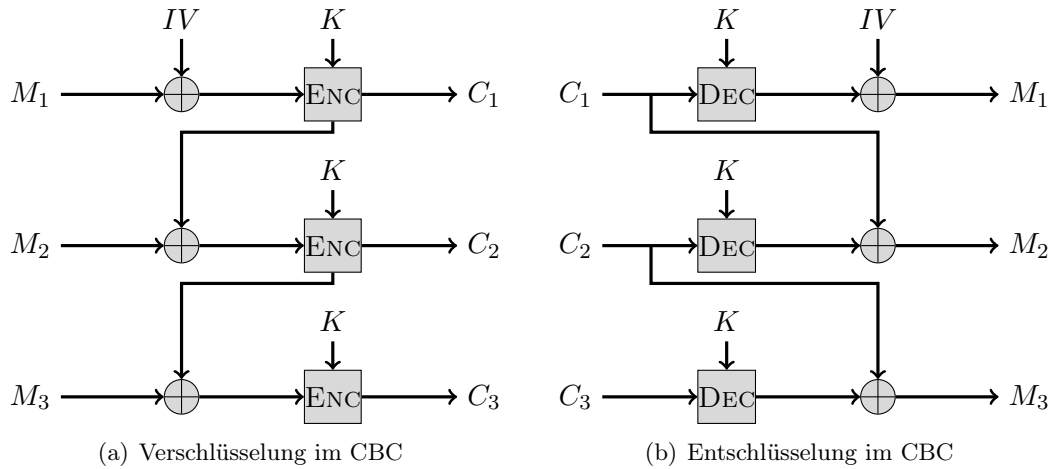 IV K
M1 ENC C1
K
M2 ENC C2
K
M3 ENC C3
(a) Verschlüsselung im CBC
K IV
C1 DEC M1
K
C2 DEC M2
K
C3 DEC M3
(b) Entschlüsselung im CBC